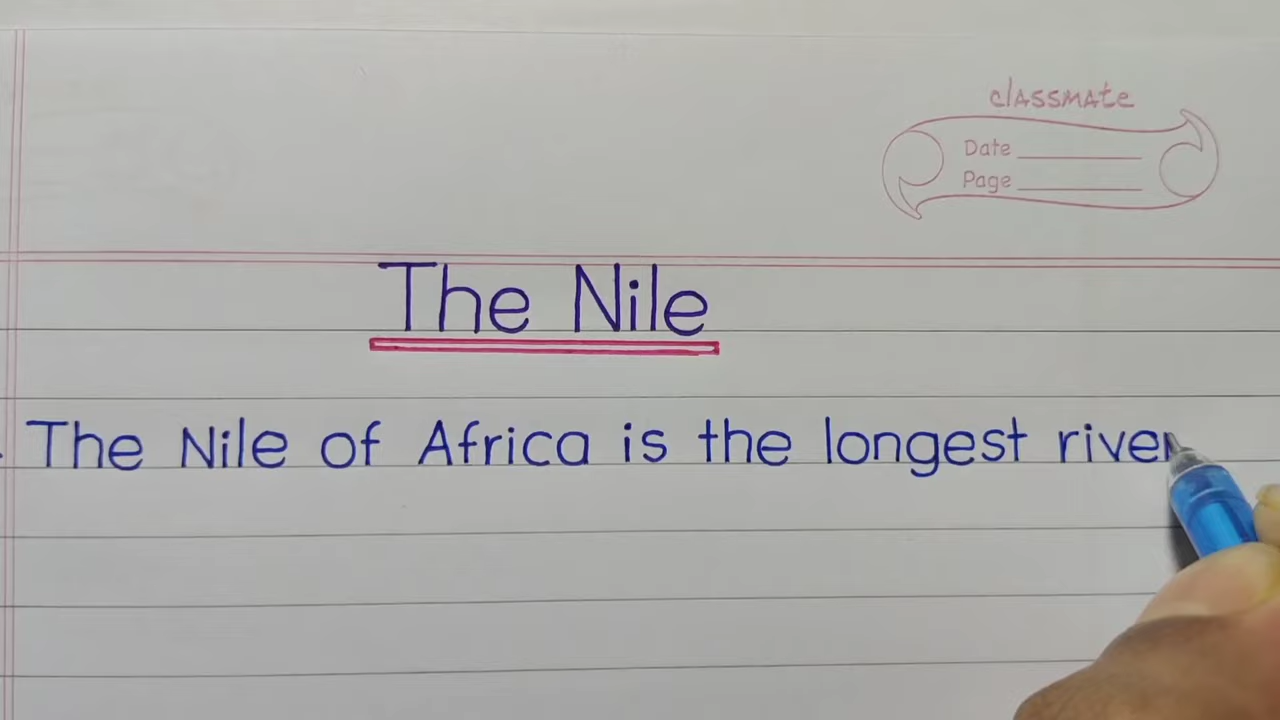 classmate
Date
Page
The Nile
The Nile of Africa is the longest river